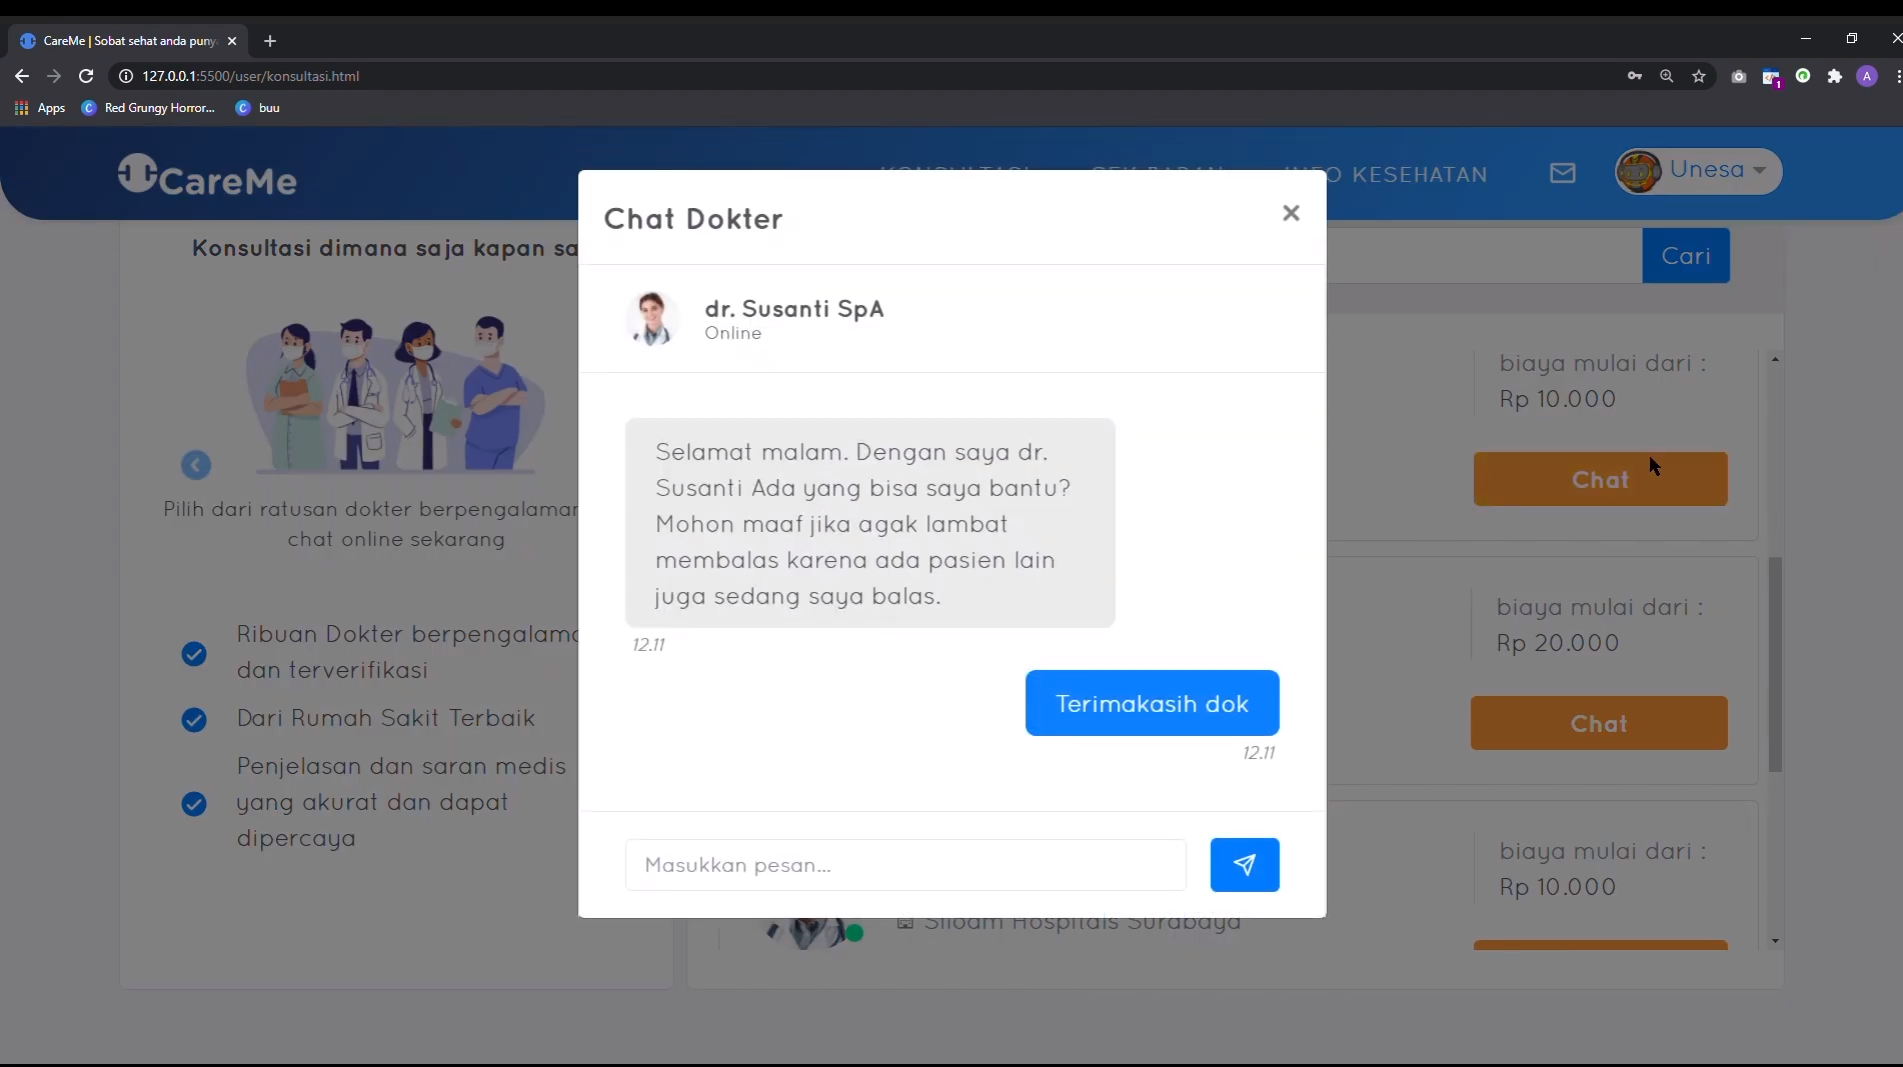 CareMe | Sobat sehat anda puny
127.0.0.1:5500/user/konsultasi.html
Apps
Red Grungy Horror...
buu
1
A
CareMe
KONSULTASI
CEK BADAN
INFO KESEHATAN
Unesa
Konsultasi dimana saja kapan sa
Pilih dari ratusan dokter berpengalaman
chat online sekarang
Ribuan Dokter berpengalama
dan terverifikasi
Dari Rumah Sakit Terbaik
Penjelasan dan saran medis
yang akurat dan dapat
dipercaya
Chat Dokter
dr. Susanti SpA
Online
Selamat malam. Dengan saya dr.
Susanti Ada yang bisa saya bantu?
Mohon maaf jika agak lambat
membalas karena ada pasien lain
juga sedang saya balas.
12.11
Terimakasih dok
12.11
Masukkan pesan...
Cari
biaya mulai dari :
Rp 10.000
Chat
biaya mulai dari :
Rp 20.000
Chat
biaya mulai dari :
Rp 10.000
Siloam Hospitals Surabaya